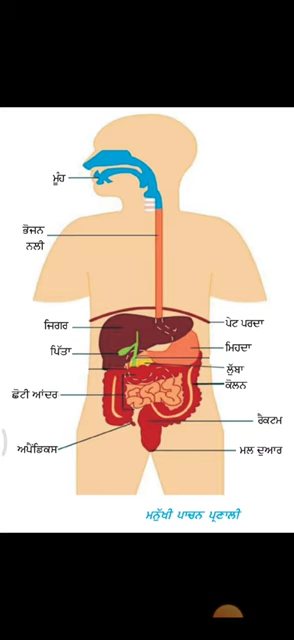 ਮੂੰਹ
ਭੋਜਨ
ਨਲੀ
ਜਿਗਰ
ਪੇਟ ਪਰਦਾ
ਪਿੱਤਾ
ਮਿਹਦਾ
ਲੁੱਬਾ
ਛੋਟੀ ਆਂਦਰ
ਕੋਲਨ
ਰੈਕਟਮ
ਅਪੈਂਡਿਕਸ
ਮਲ ਦੁਆਰ
ਮਨੁੱਖੀ ਪਾਚਨ ਪ੍ਰਣਾਲੀ